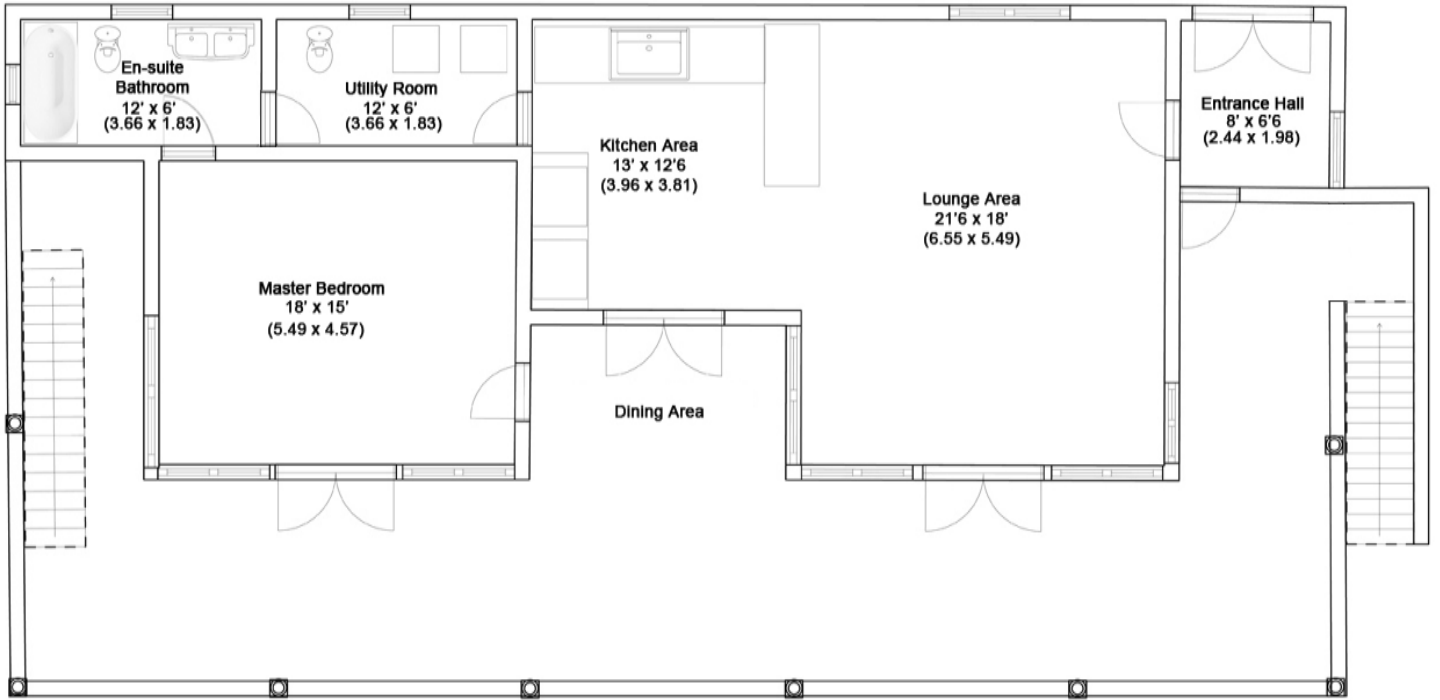 En-suite
Bathroom
12' x 6'
(3.66 x 1.83)
Utility Room
12' x 6'
(3.66 x 1.83)
Kitchen Area
13' x 12'6
(3.96 x 3.81)
Entrance Hall
8' x 6'6
(2.44 x 1.98)
Lounge Area
21'6 x 18'
(6.55 x 5.49)
Master Bedroom
18' x 15'
(5.49 x 4.57)
Dining Area